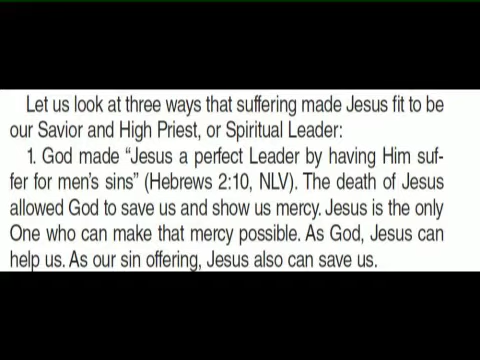 Let us look at three ways that suffering made Jesus fit to be
our Savior and High Priest, or Spiritual Leader:
1. God made “Jesus a perfect Leader by having Him suf-
fer for men’s sins” (Hebrews 2:10, NLV). The death of Jesus
allowed God to save us and show us mercy. Jesus is the only
One who can make that mercy possible. As God, Jesus can
help us. As our sin offering, Jesus also can save us.